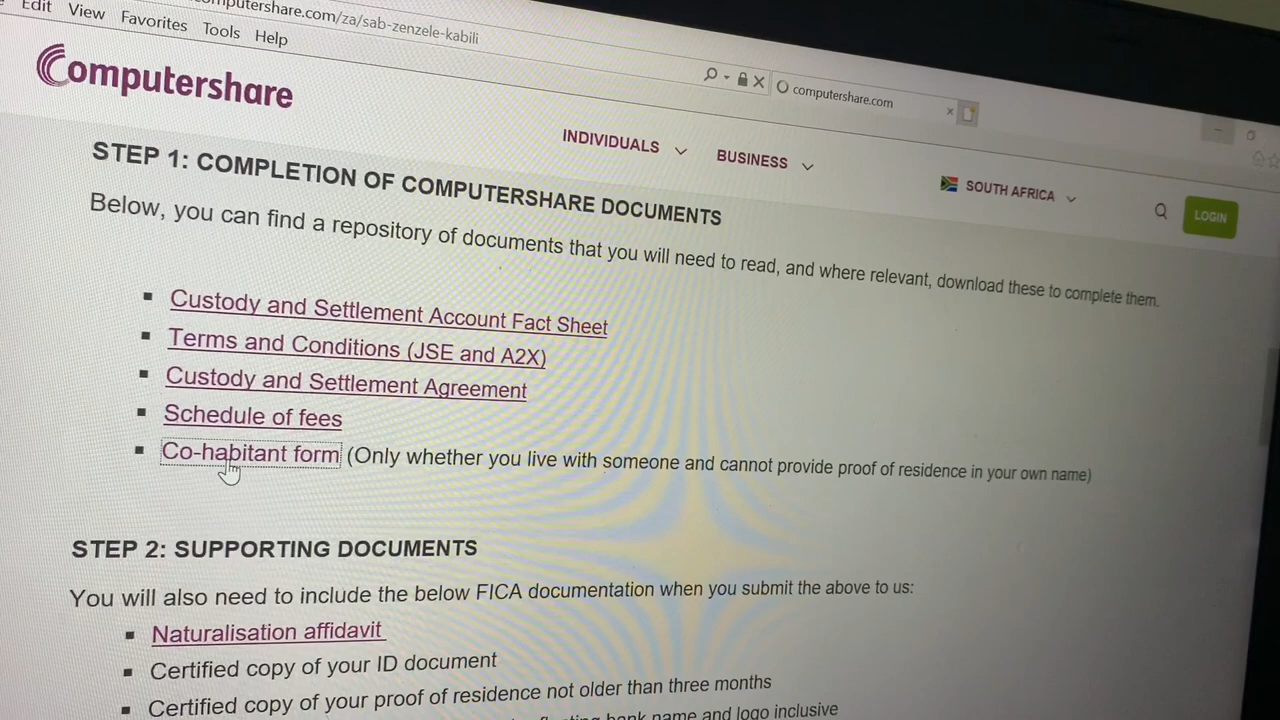 Edit View Favorites Tools Help
computershare.com/za/sab-zenzele-kabili
computershare.com
Computershare
INDIVIDUALS BUSINESS SOUTH AFRICA LOGIN
STEP 1: COMPLETION OF COMPUTERSHARE DOCUMENTS
Below, you can find a repository of documents that you will need to read, and where relevant, download these to complete them.
Custody and Settlement Account Fact Sheet
Terms and Conditions (JSE and A2X)
Custody and Settlement Agreement
Schedule of fees
Co-habitant form (Only whether you live with someone and cannot provide proof of residence in your own name)
STEP 2: SUPPORTING DOCUMENTS
You will also need to include the below FICA documentation when you submit the above to us:
Naturalisation affidavit
Certified copy of your ID document
Certified copy of your proof of residence not older than three months
bank name and logo inclusive